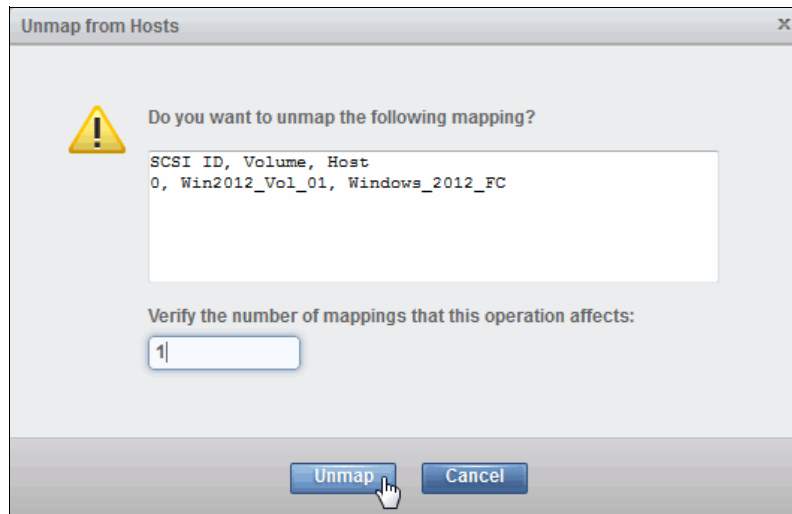 Unmap from Hosts
x
Do you want to unmap the following mapping?
SCSI ID, Volume, Host
0, Win2012_Vol_01, Windows_2012_FC
Verify the number of mappings that this operation affects:
1
Unmap
Cancel